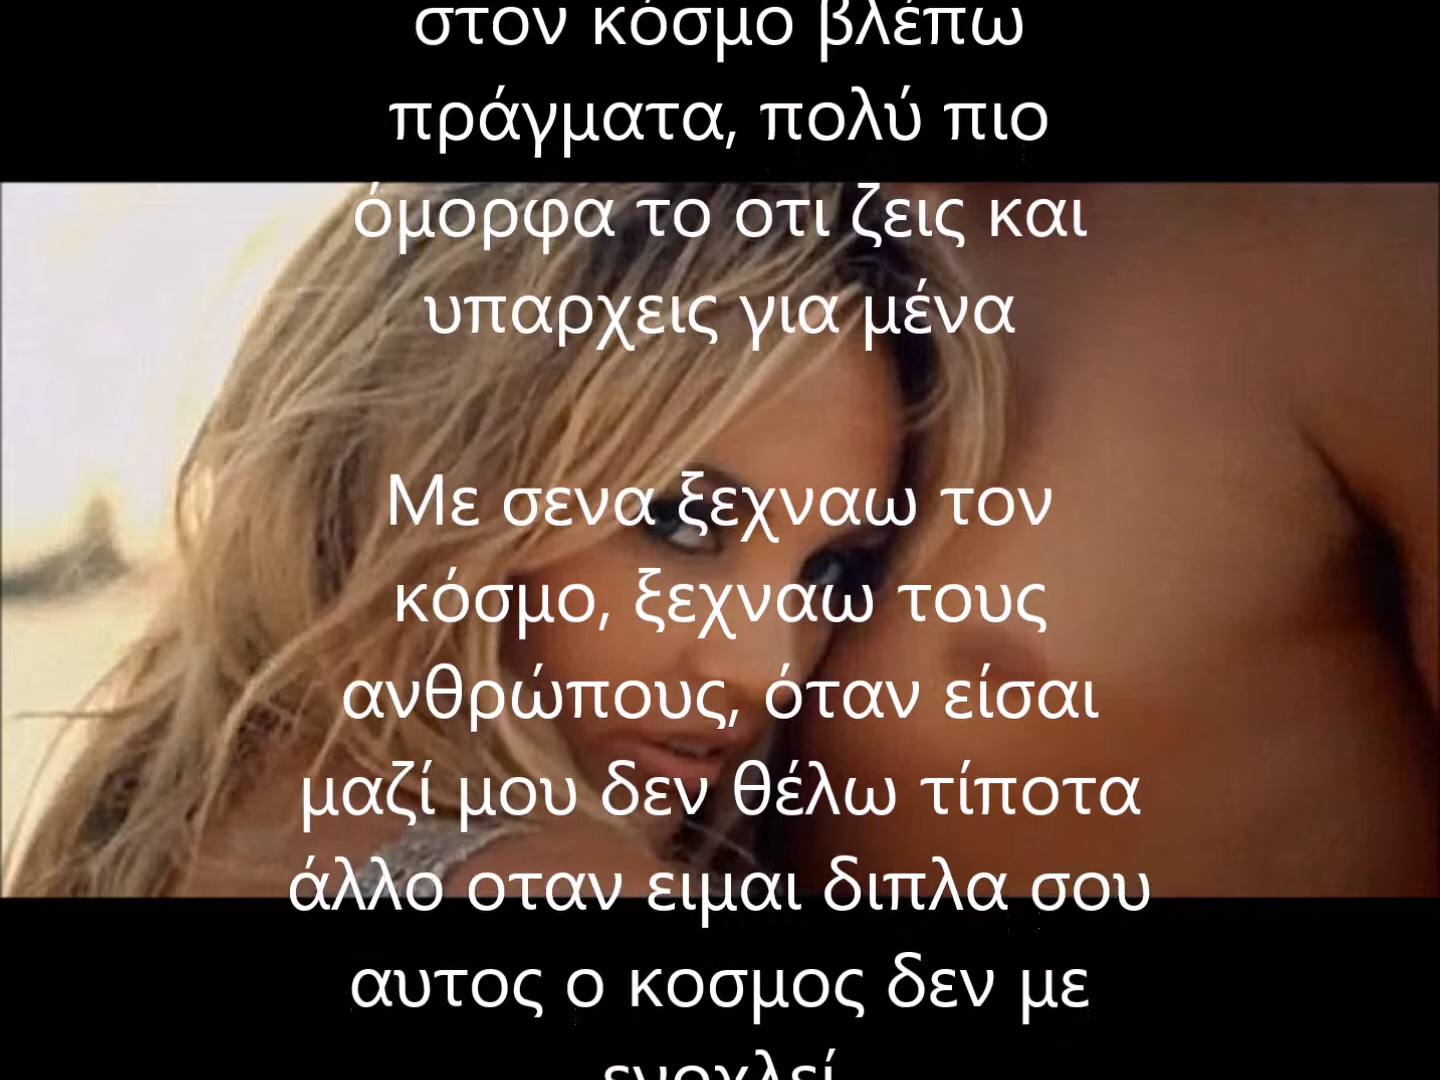 στον κόσμο βλέπω
πράγματα, πολύ πιο
όμορφα το οτι ζεις και
υπαρχεις για μένα
Με σενα ξεχναω τον
κόσμο, ξεχναω τους
ανθρώπους, όταν είσαι
μαζί μου δεν θέλω τίποτα
άλλο οταν ειμαι διπλα σου
αυτος ο κοσμος δεν με
ενοχλεί